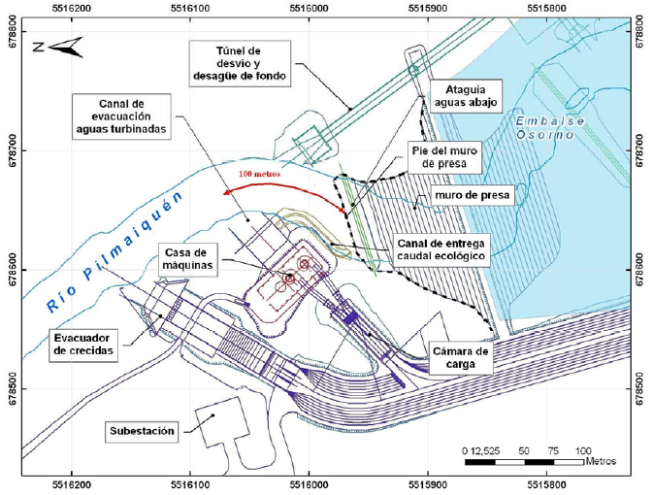 5516200
5516100
5516000
5515900
5515800
678800
678700
678600
678500
678800
678700
678600
678500
N
Túnel de
desvío y
desagüe de fondo
Canal de
evacuación
aguas turbinadas
Ataguía
aguas abajo
Embalse
Osorno
Pie del muro
de presa
100 metros
muro de presa
Río Pilmaiquén
Casa de
máquinas
Canal de entrega
caudal ecológico
Evacuador
de crecidas
Cámara de
carga
Subestación
0 12,525 50 75 100
Metros
5516200
5516100
5516000
5515900
5515800